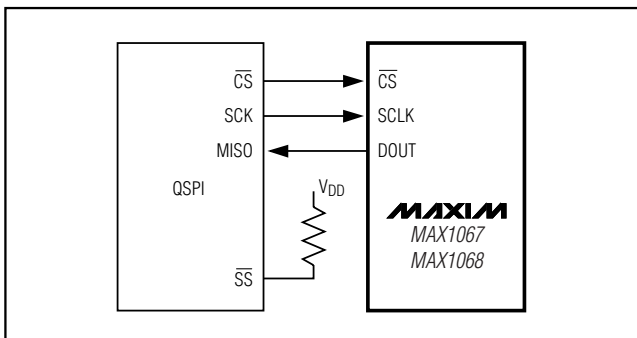 CS
SCK
MISO
QSPI
SS
VDD
CS
SCLK
DOUT
MAXIM
MAX1067
MAX1068